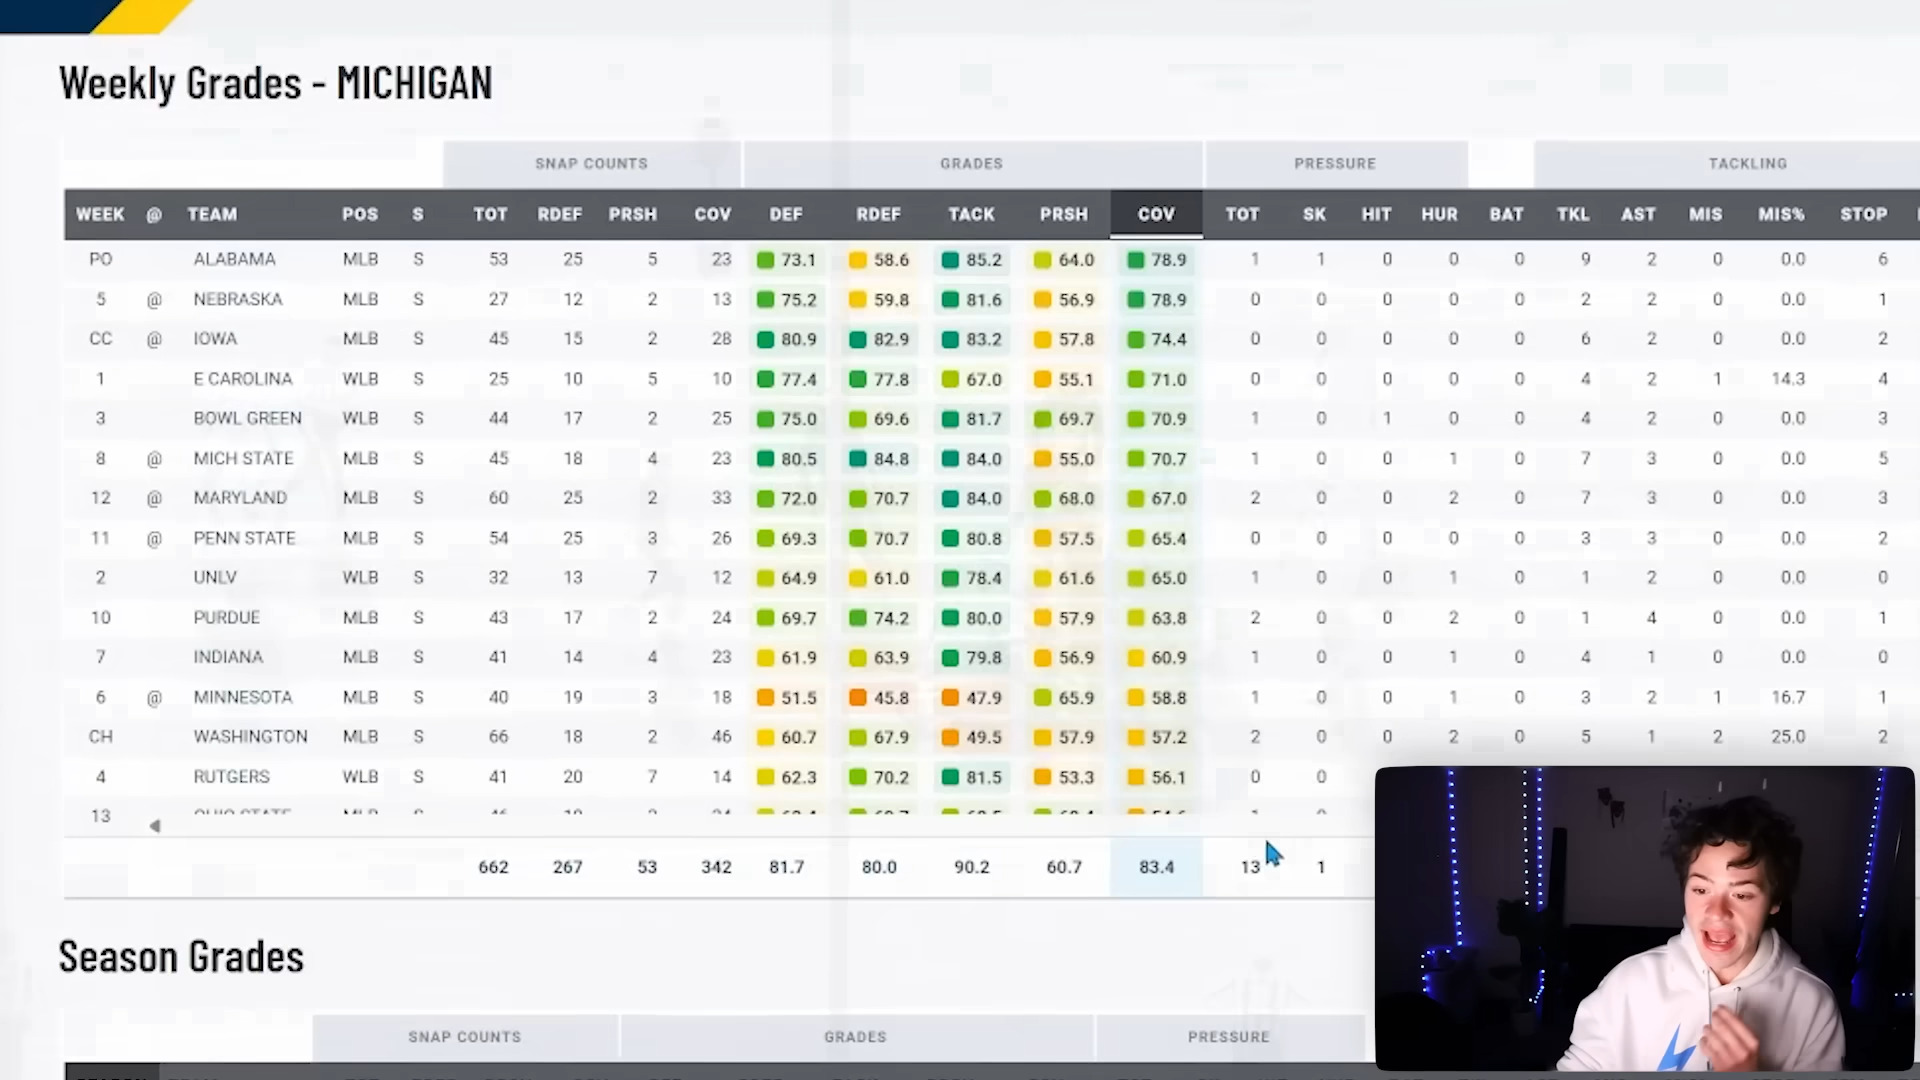 Weekly Grades - MICHIGAN
SNAP COUNTS GRADES PRESSURE TACKLING
WEEK @ TEAM POS S TOT RDEF PRSH COV DEF RDEF TACK PRSH COV TOT SK HIT HUR BAT TKL AST MIS MIS% STOP
PO ALABAMA MLB S 53 25 5 23 73.1 58.6 85.2 64.0 78.9 1 1 0 0 0 9 2 0 0.0 6
5 @ NEBRASKA MLB S 27 12 2 13 75.2 59.8 81.6 56.9 78.9 0 0 0 0 0 2 2 0 0.0 1
CC @ IOWA MLB S 45 15 2 28 80.9 82.9 83.2 57.8 74.4 0 0 0 0 0 6 2 0 0.0 2
1 E CAROLINA WLB S 25 10 5 10 77.4 77.8 67.0 55.1 71.0 0 0 0 0 0 4 2 1 14.3 4
3 BOWL GREEN WLB S 44 17 2 25 75.0 69.6 81.7 69.7 70.9 1 0 1 0 0 4 2 0 0.0 3
8 @ MICH STATE MLB S 45 18 4 23 80.5 84.8 84.0 55.0 70.7 1 0 0 1 0 7 3 0 0.0 5
12 @ MARYLAND MLB S 60 25 2 33 72.0 70.7 84.0 68.0 67.0 2 0 0 2 0 7 3 0 0.0 3
11 @ PENN STATE MLB S 54 25 3 26 69.3 70.7 80.8 57.5 65.4 0 0 0 0 0 3 3 0 0.0 2
2 UNLV WLB S 32 13 7 12 64.9 61.0 78.4 61.6 65.0 1 0 0 1 0 1 2 0 0.0 0
10 PURDUE MLB S 43 17 2 24 69.7 74.2 80.0 57.9 63.8 2 0 0 2 0 1 4 0 0.0 1
7 INDIANA MLB S 41 14 4 23 61.9 63.9 79.8 56.9 60.9 1 0 0 1 0 4 1 0 0.0 0
6 @ MINNESOTA MLB S 40 19 3 18 51.5 45.8 47.9 65.9 58.8 1 0 0 1 0 3 2 1 16.7 1
CH WASHINGTON MLB S 66 18 2 46 60.7 67.9 49.5 57.9 57.2 2 0 0 2 0 5 1 2 25.0 2
4 RUTGERS WLB S 41 20 7 14 62.3 70.2 81.5 53.3 56.1 0 0
13 OHIO STATE MLB S
662 267 53 342 81.7 80.0 90.2 60.7 83.4 13 1
Season Grades
SNAP COUNTS GRADES PRESSURE